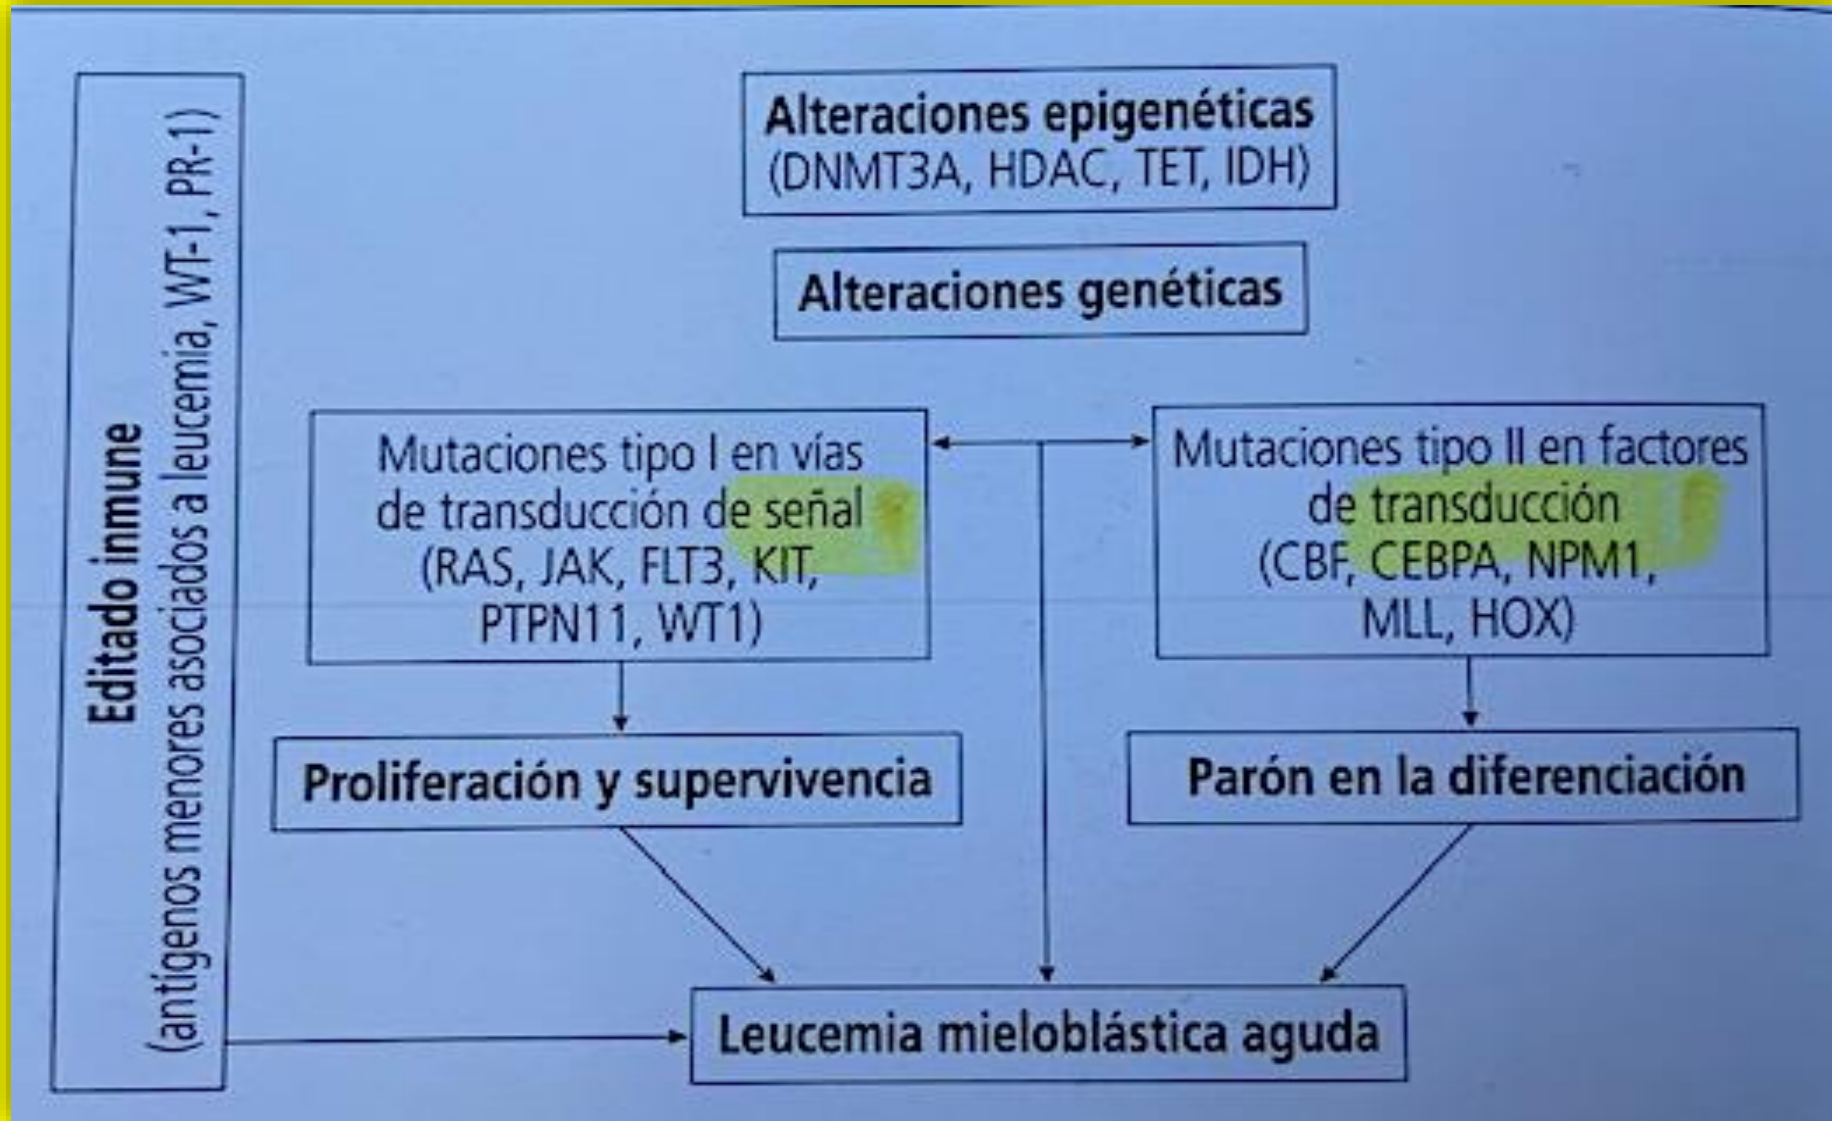 Editado inmune
(antígenos menores asociados a leucemia, WT-1, PR-1)
Alteraciones epigenéticas
(DNMT3A, HDAC, TET, IDH)
Alteraciones genéticas
Mutaciones tipo I en vías
de transducción de señal
(RAS, JAK, FLT3, KIT,
PTPN11, WT1)
Mutaciones tipo II en factores
de transducción
(CBF, CEBPA, NPM1,
MLL, HOX)
Proliferación y supervivencia
Parón en la diferenciación
Leucemia mieloblástica aguda